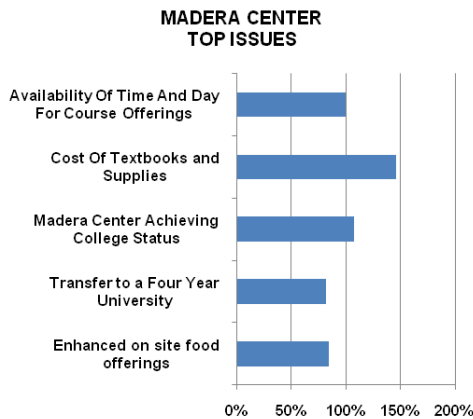 MADERA CENTER
TOP ISSUES
Availability Of Time And Day
For Course Offerings
Cost Of Textbooks and
Supplies
Madera Center Achieving
College Status
Transfer to a Four Year
University
Enhanced on site food
offerings
0% 50% 100% 150% 200%